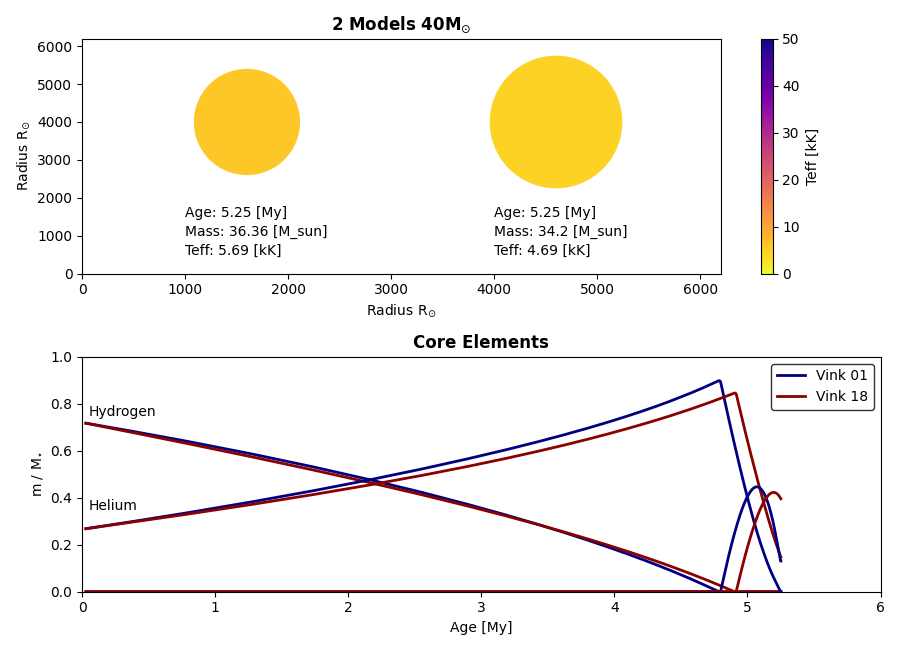 2 Models 40M⊙
6000
5000
4000
3000
2000
1000
0
Radius R⊙
Age: 5.25 [My]
Mass: 36.36 [M_sun]
Teff: 5.69 [kK]
Age: 5.25 [My]
Mass: 34.2 [M_sun]
Teff: 4.69 [kK]
0 1000 2000 3000 4000 5000 6000
Radius R⊙
50
40
30
20
10
0
Teff [kK]
Core Elements
1.0
0.8
0.6
0.4
0.2
0.0
m / M⋆
Hydrogen
Helium
Vink 01
Vink 18
0 1 2 3 4 5 6
Age [My]